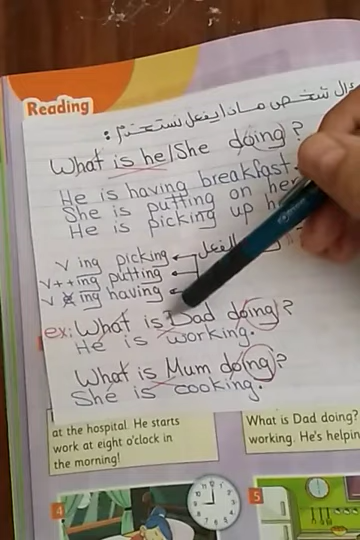 Reading
شخص ماذا يفعل نستخدم :
What is he/She doing?
He is having breakfast.
She is putting on her
He is picking up h
V ing picking الفعل
V++ing putting
V e ing having
ex: What is Dad doing?
He is working.
What is Mum doing?
She is cooking.
at the hospital. He starts
work at eight o'clock in
the morning!
What is Dad doing?
working. He's helpin
4
5